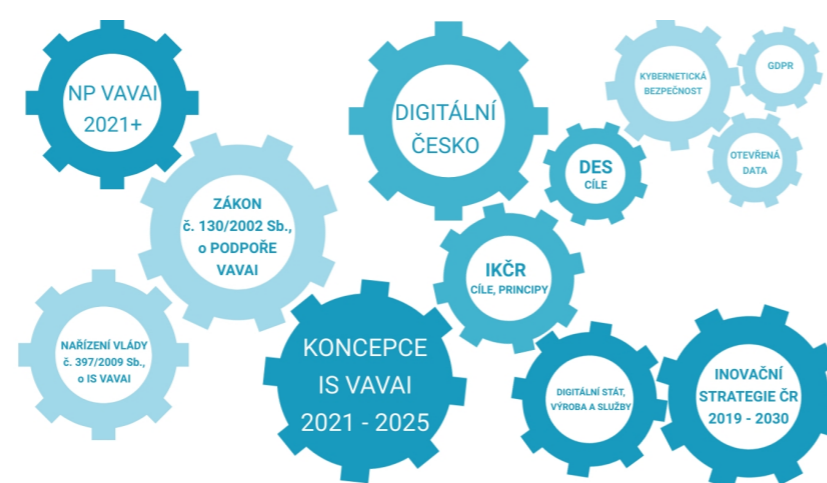 NP VAVAI
2021+
DIGITÁLNÍ
ČESKO
KYBERNETICKÁ
BEZPEČNOST
GDPR
OTEVŘENÁ
DATA
DES
CÍLE
ZÁKON
č. 130/2002 Sb.,
o PODPOŘE
VAVAI
IKČR
CÍLE, PRINCIPY
NAŘÍZENÍ VLÁDY
č. 397/2009 Sb.,
o IS VAVAI
KONCEPCE
IS VAVAI
2021 - 2025
DIGITÁLNÍ STÁT,
VÝROBA A SLUŽBY
INOVAČNÍ
STRATEGIE ČR
2019 - 2030